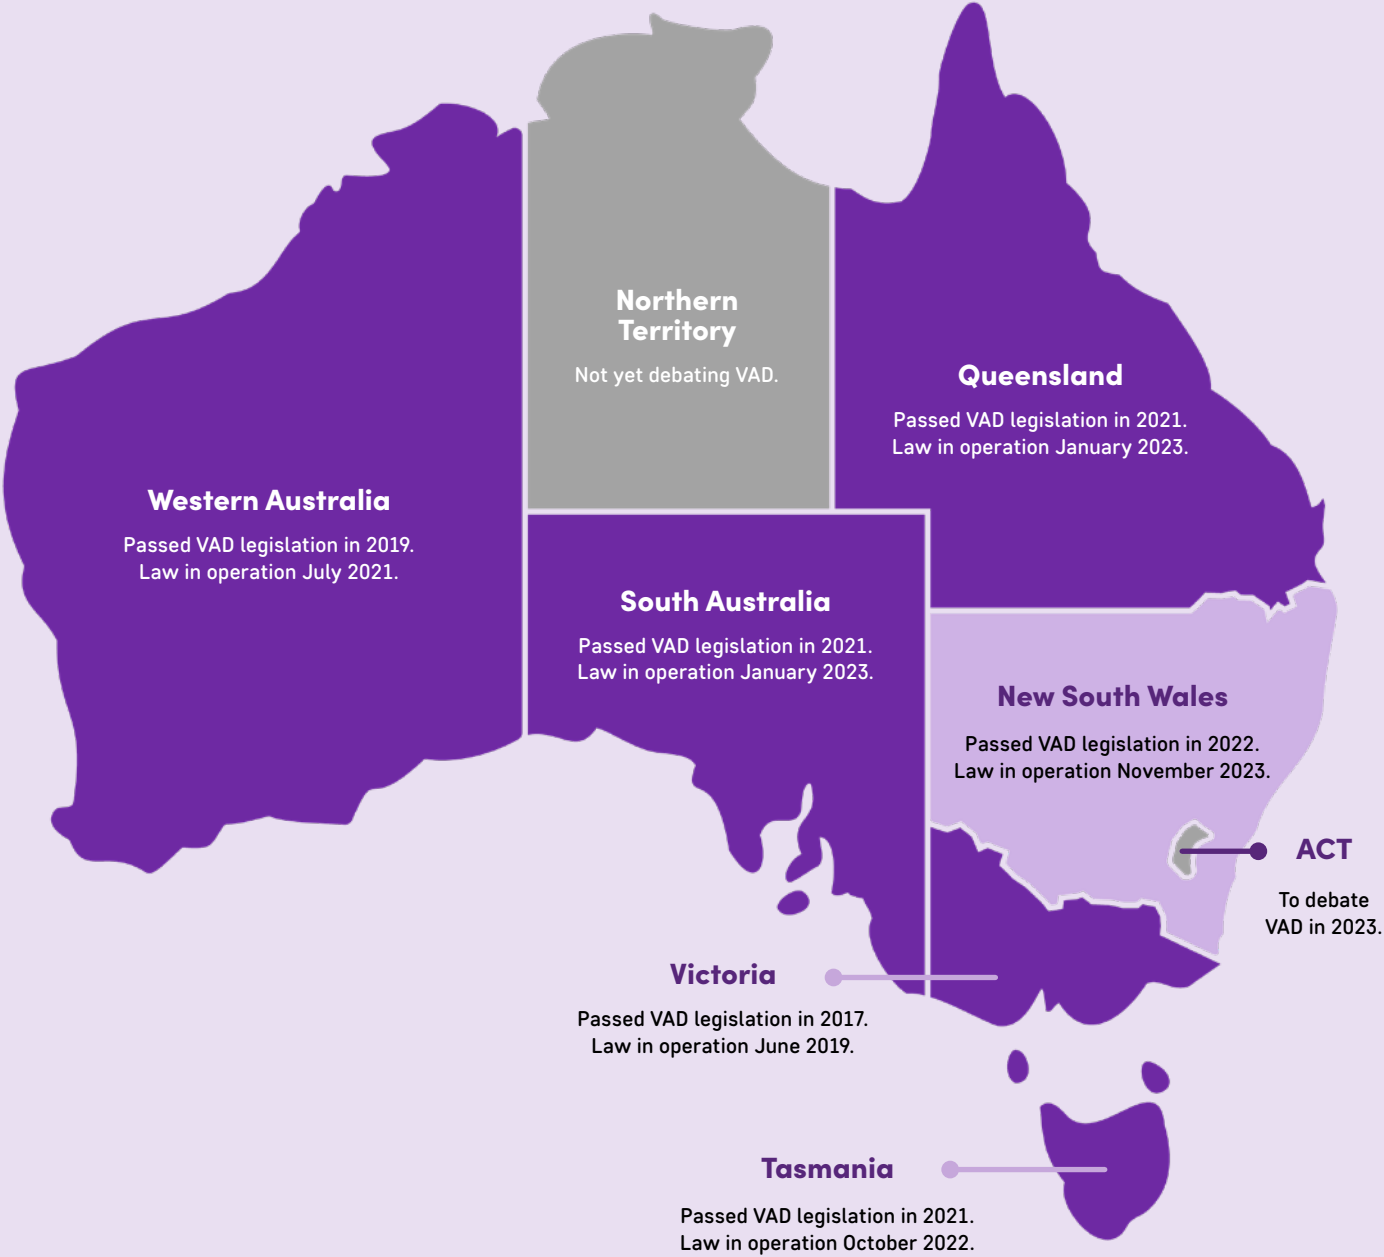 Northern
Territory
Not yet debating VAD.
Queensland
Passed VAD legislation in 2021.
Law in operation January 2023.
Western Australia
Passed VAD legislation in 2019.
Law in operation July 2021.
South Australia
Passed VAD legislation in 2021.
Law in operation January 2023.
New South Wales
Passed VAD legislation in 2022.
Law in operation November 2023.
ACT
To debate
VAD in 2023.
Victoria
Passed VAD legislation in 2017.
Law in operation June 2019.
Tasmania
Passed VAD legislation in 2021.
Law in operation October 2022.